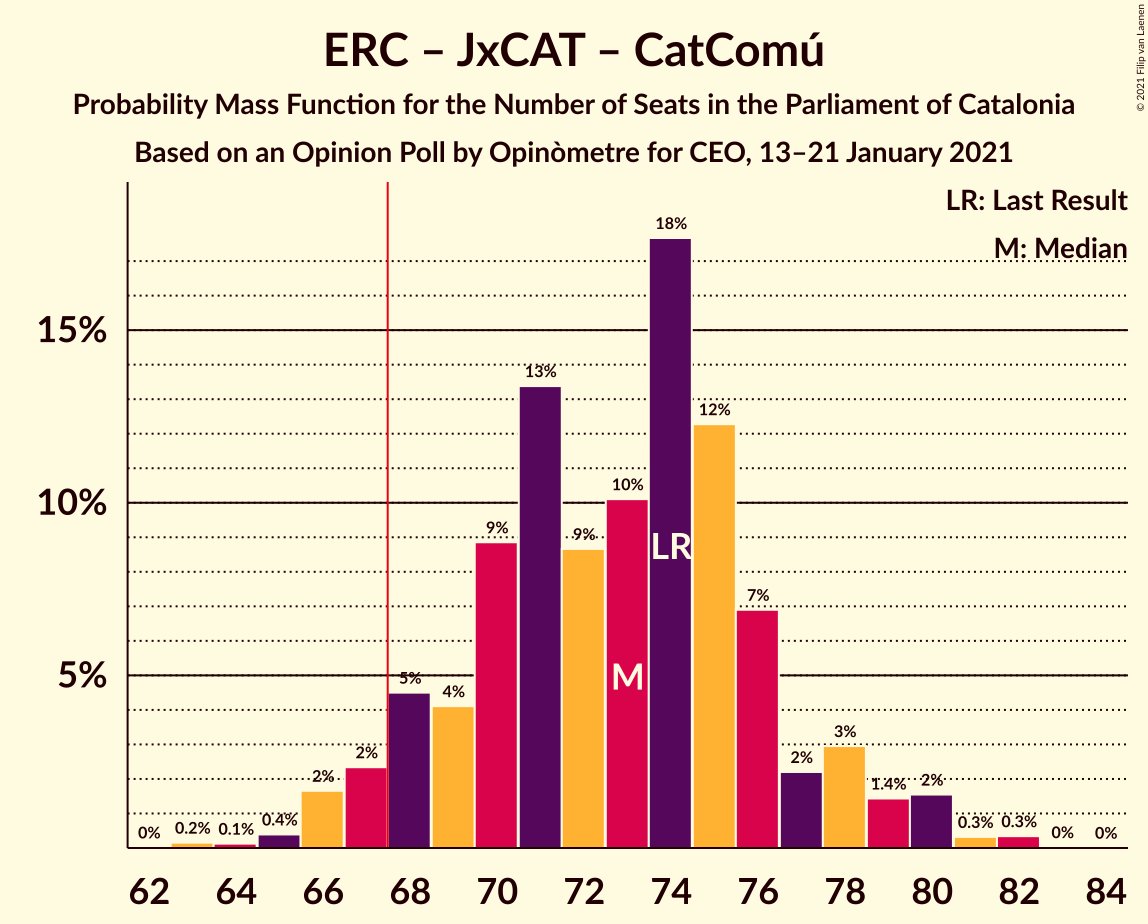 ERC – JxCAT – CatComú
Probability Mass Function for the Number of Seats in the Parliament of Catalonia
Based on an Opinion Poll by Opinòmetre for CEO, 13–21 January 2021
© 2021 Filip van Laenen
LR: Last Result
M: Median
15%
10%
5%
0%
0.2%
0.1%
0.4%
2%
2%
5%
4%
9%
13%
9%
10%
18%
12%
7%
2%
3%
1.4%
2%
0.3%
0.3%
0%
0%
LR
M
62 64 66 68 70 72 74 76 78 80 82 84